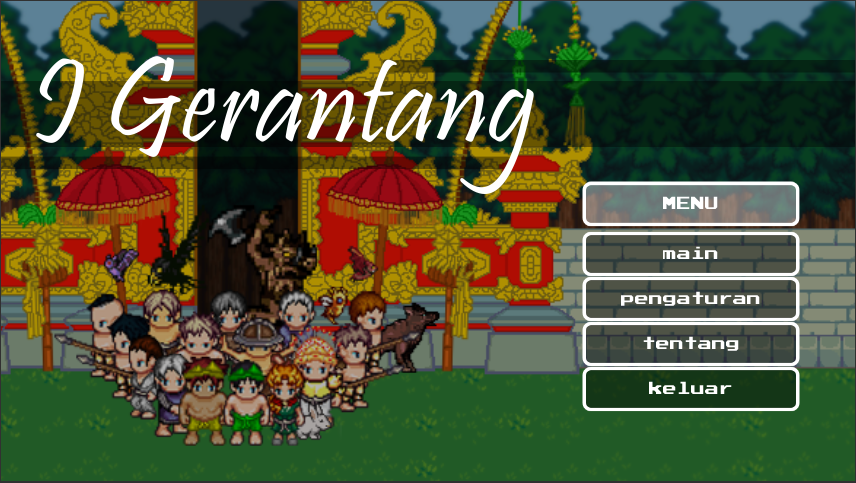 I Gerantang
MENU
main
pengaturan
tentang
keluar